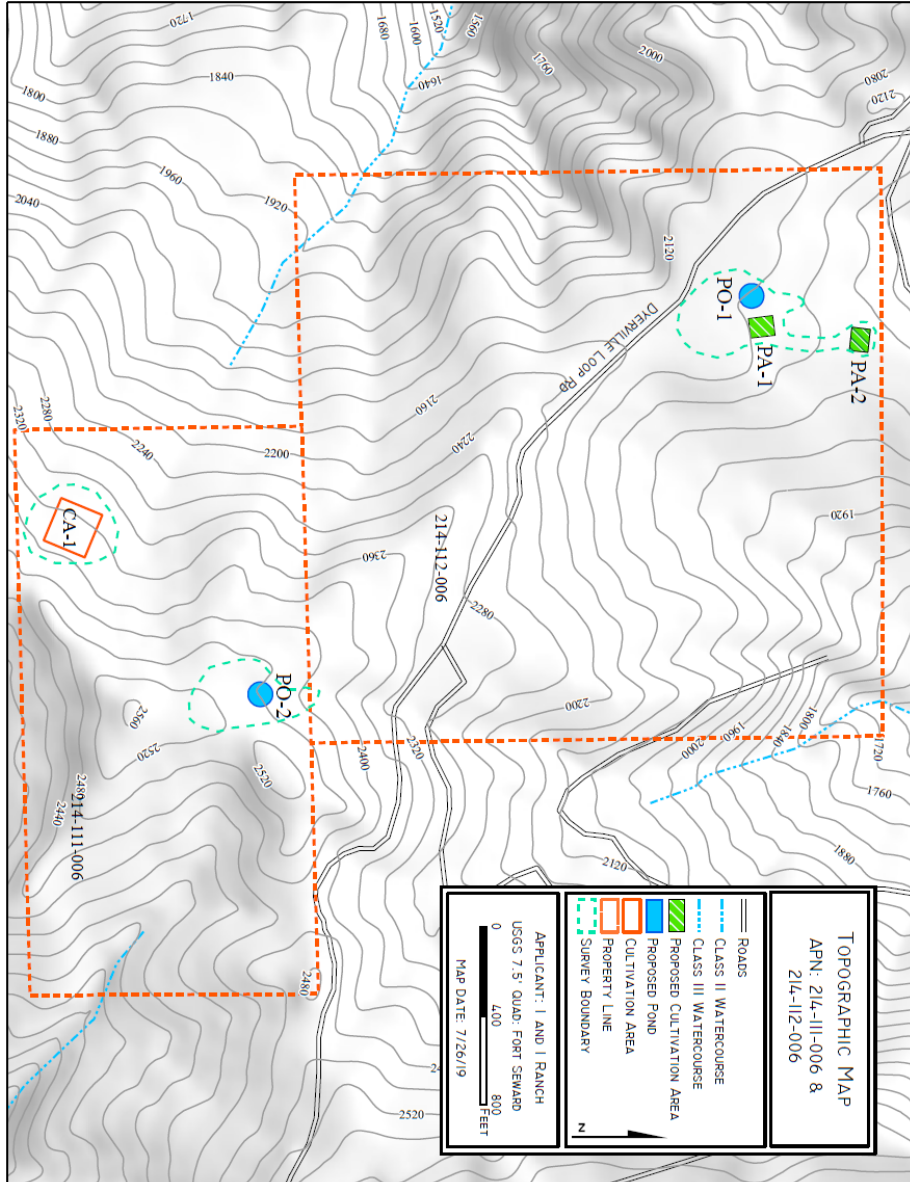 TOPOGRAPHIC MAP
APN: 214-111-006 &
214-112-006
ROADS
CLASS II WATERCOURSE
CLASS III WATERCOURSE
PROPOSED CULTIVATION AREA
PROPOSED POND
CULTIVATION AREA
PROPERTY LINE
SURVEY BOUNDARY
N
APPLICANT: I AND I RANCH
USGS 7.5' QUAD: FORT SEWARD
0 400 800
FEET
MAP DATE: 7/26/19
PA-2
PA-1
PO-1
DYERVILLE LOOP RD
214-112-006
PO-2
CA-1
214-111-006
1720
1680
1600
1520
1560
1640
1760
2000
2080
2120
1840
1800
1880
1960
1920
2040
2120
2160
2240
1920
2280
2320
2240
2200
2360
2280
2200
1800
1840
1960
2000
1720
1760
1880
2120
2320
2400
2560
2520
2520
2480
2440
2480
2520